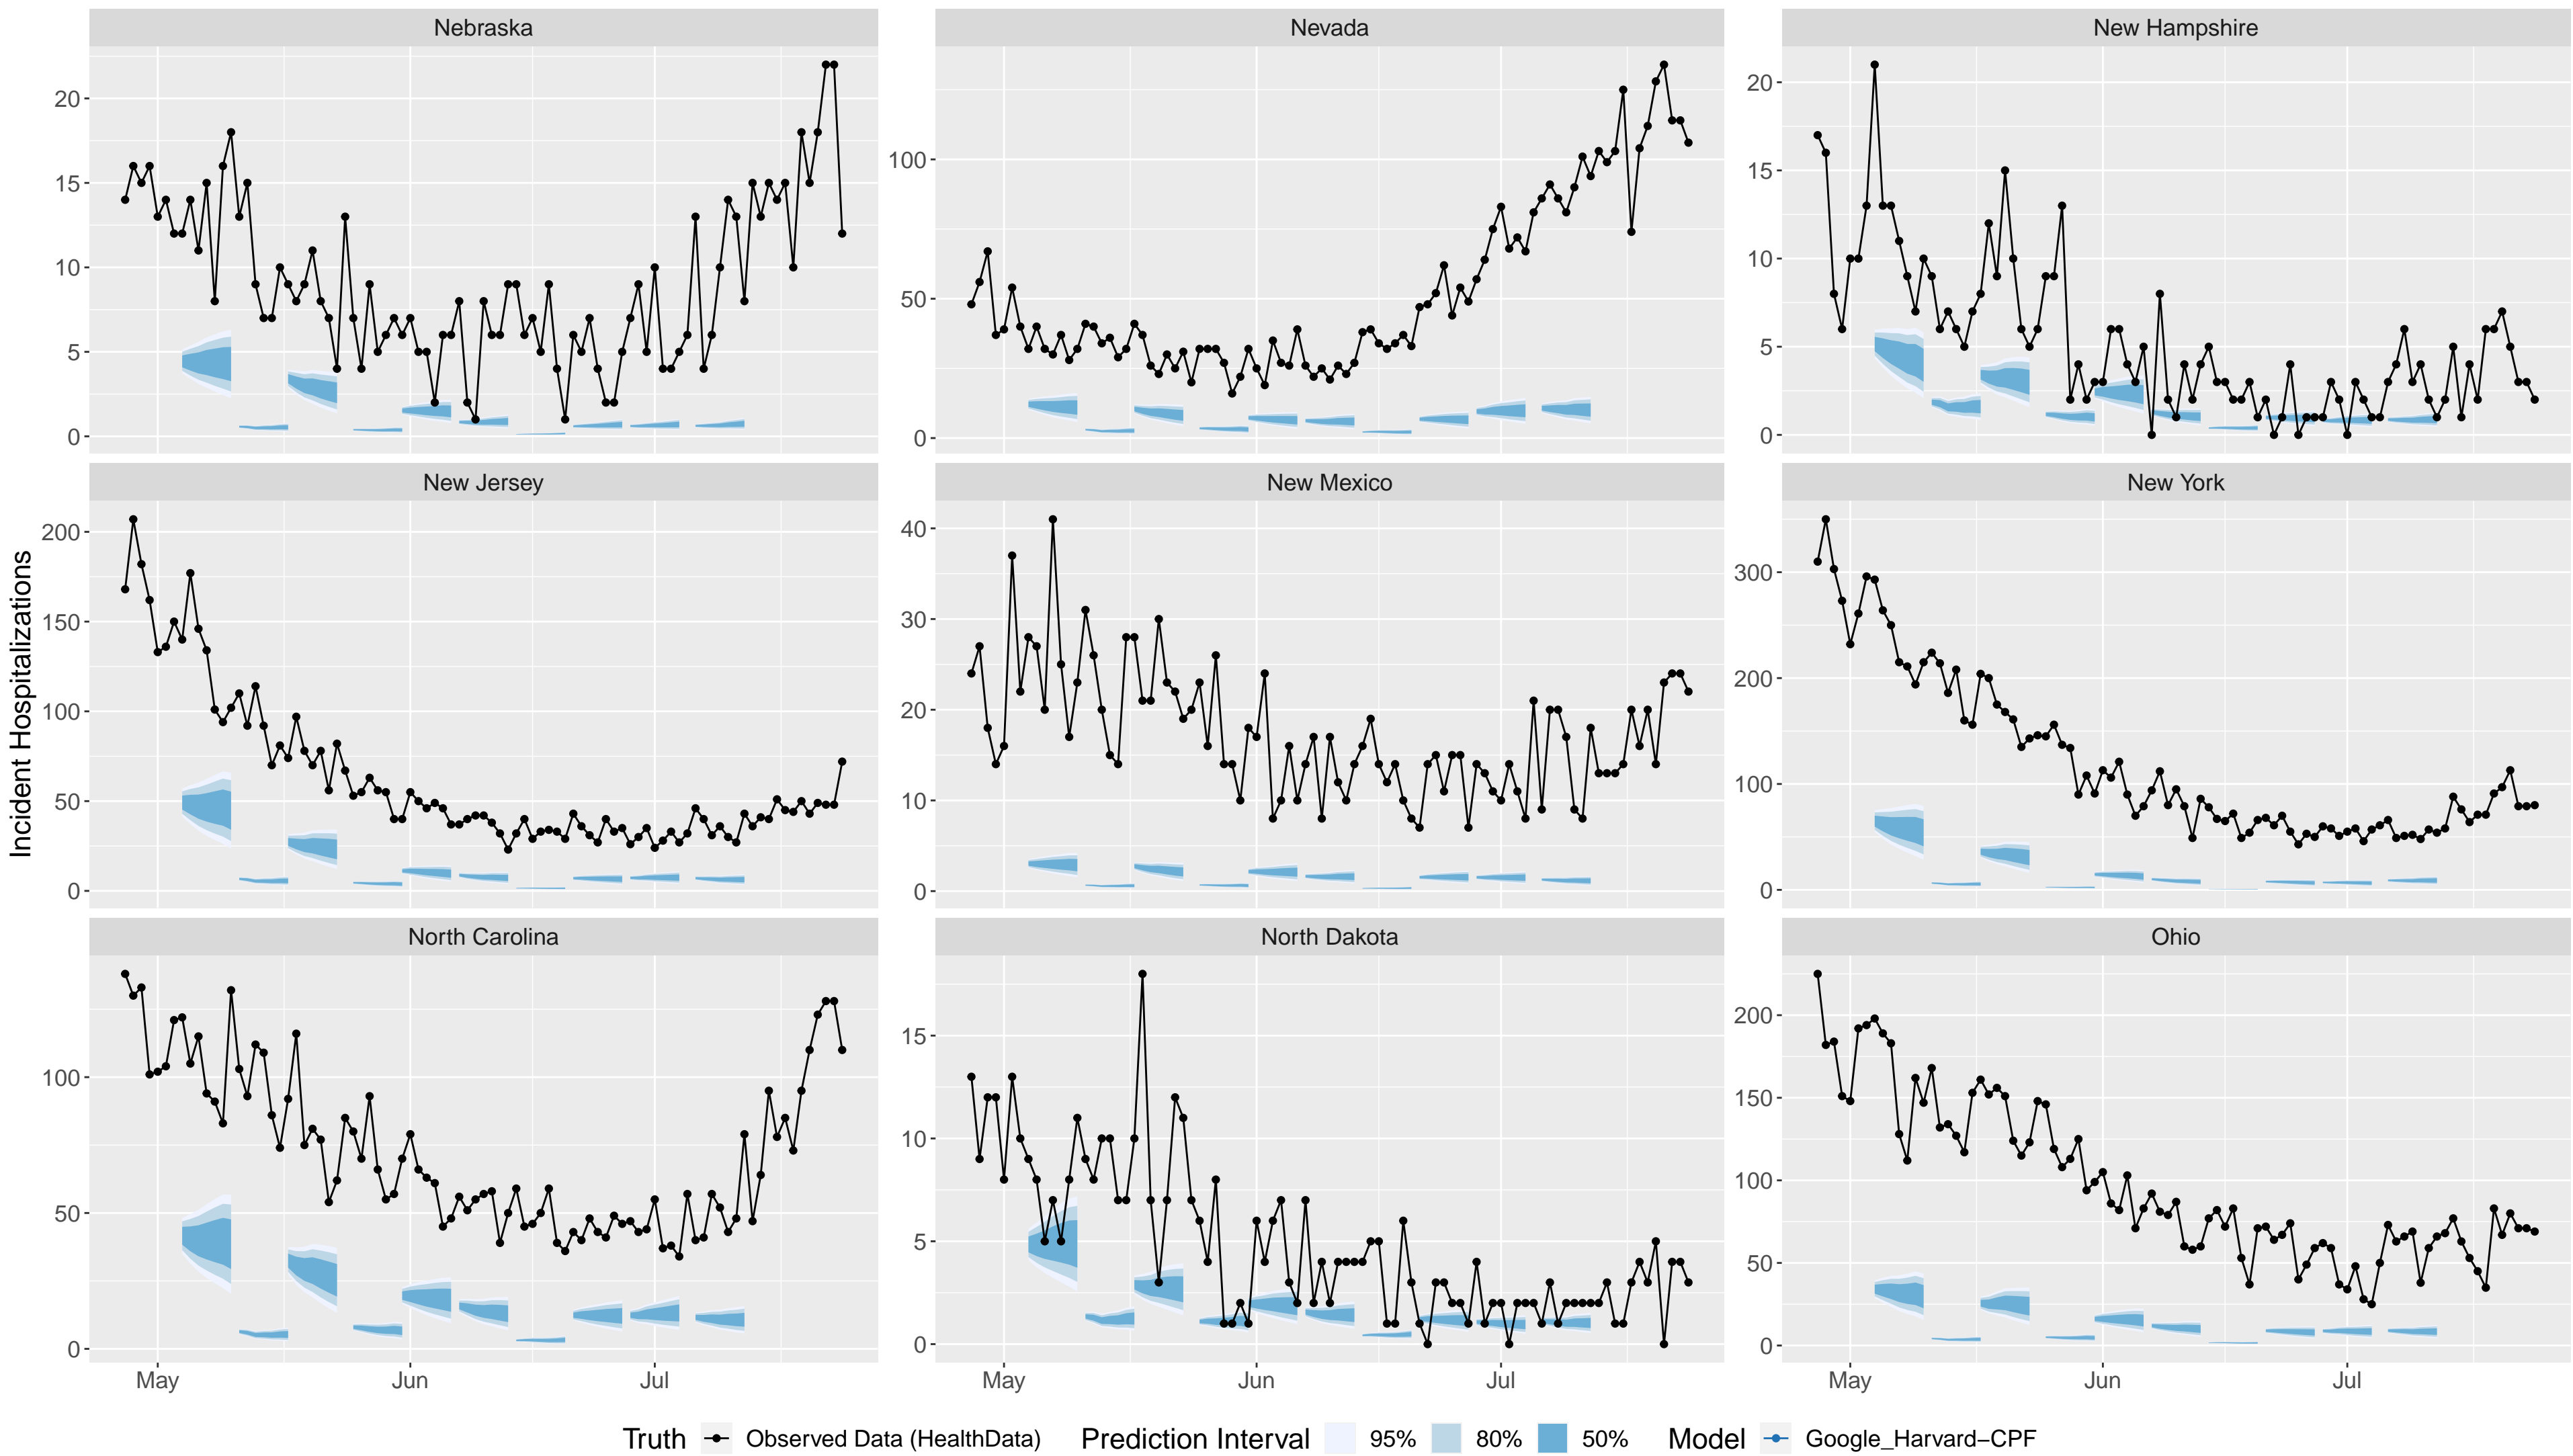 Nebraska
Nevada
New Hampshire
20
15
10
5
0
100
50
0
20
15
10
5
0
New Jersey
New Mexico
New York
200
150
100
50
0
40
30
20
10
0
300
200
100
0
North Carolina
North Dakota
Ohio
100
50
0
15
10
5
0
200
150
100
50
0
May Jun Jul
May Jun Jul
May Jun Jul
Incident Hospitalizations
Truth Observed Data (HealthData) Prediction Interval 95% 80% 50% Model Google_Harvard−CPF